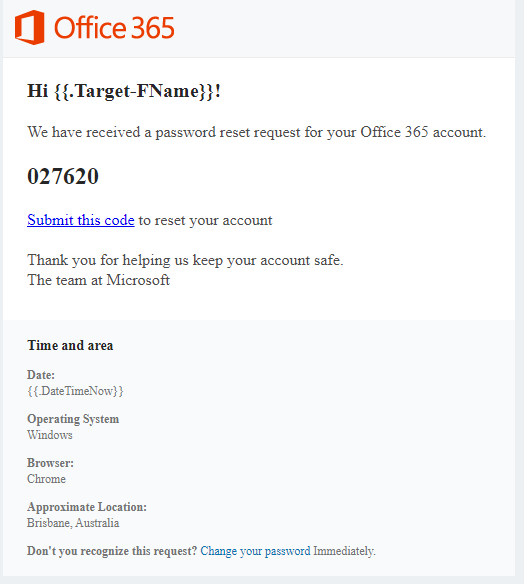 Office 365
Hi {{.Target-FName}}!
We have received a password reset request for your Office 365 account.
027620
Submit this code to reset your account
Thank you for helping us keep your account safe.
The team at Microsoft
Time and area
Date:
{{.DateTimeNow}}
Operating System
Windows
Browser:
Chrome
Approximate Location:
Brisbane, Australia
Don't you recognize this request? Change your password Immediately.